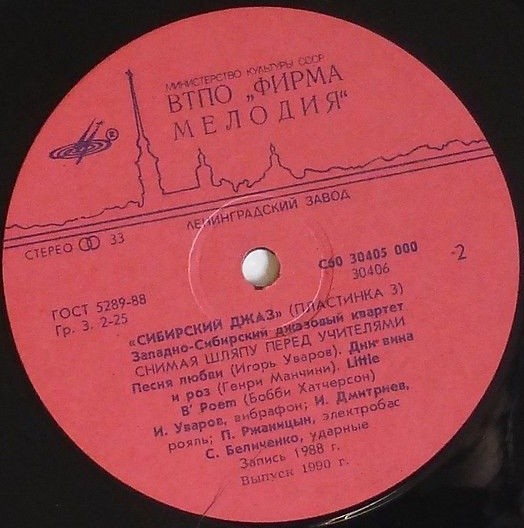 МИНИСТЕРСТВО КУЛЬТУРЫ СССР
ВТПО „ФИРМА
МЕЛОДИЯ“
®
ЛЕНИНГРАДСКИЙ ЗАВОД
СТЕРЕО 33
С60 30405 000
30406
-2
ГОСТ 5289-88
Гр. 3. 2-25
«СИБИРСКИЙ ДЖАЗ» (ПЛАСТИНКА 3)
Западно-Сибирский джазовый квартет
СНИМАЯ ШЛЯПУ ПЕРЕД УЧИТЕЛЯМИ
Песня любви (Игорь Уваров). Дни вина
и роз (Генри Манчини). Little
B' Poem (Бобби Хатчерсон)
И. Уваров, вибрафон; И. Дмитриев,
рояль; П. Ржаницын, электробас
С. Беличенко, ударные
Запись 1988 г.
Выпуск 1990 г.